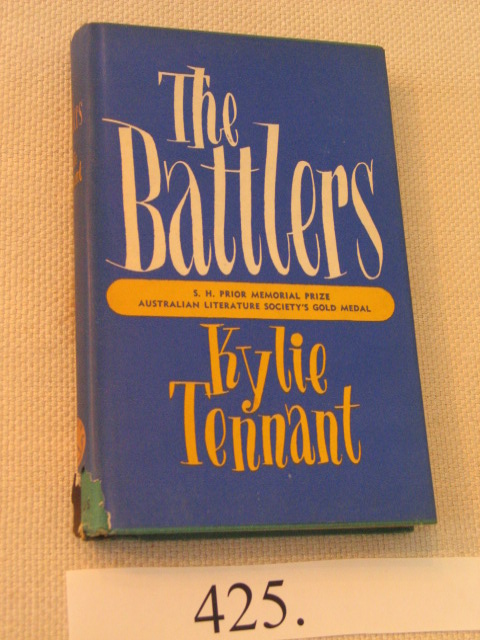 The
Battlers
S. H. PRIOR MEMORIAL PRIZE
AUSTRALIAN LITERATURE SOCIETY'S GOLD MEDAL
Kylie
Tennant
425.